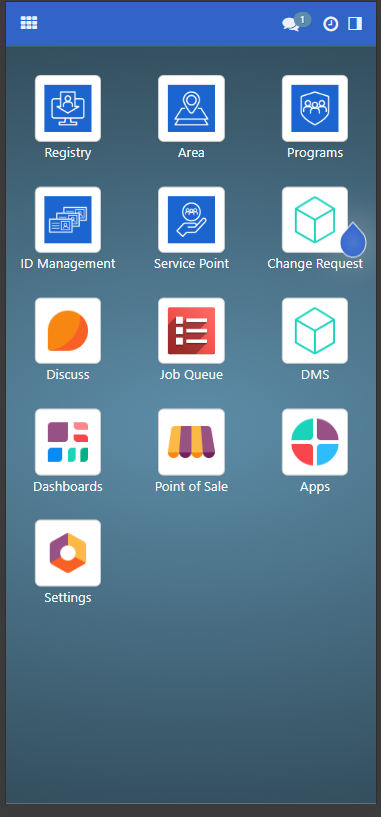 1
Registry
Area
Programs
ID Management
Service Point
Change Request
Discuss
Job Queue
DMS
Dashboards
Point of Sale
Apps
Settings